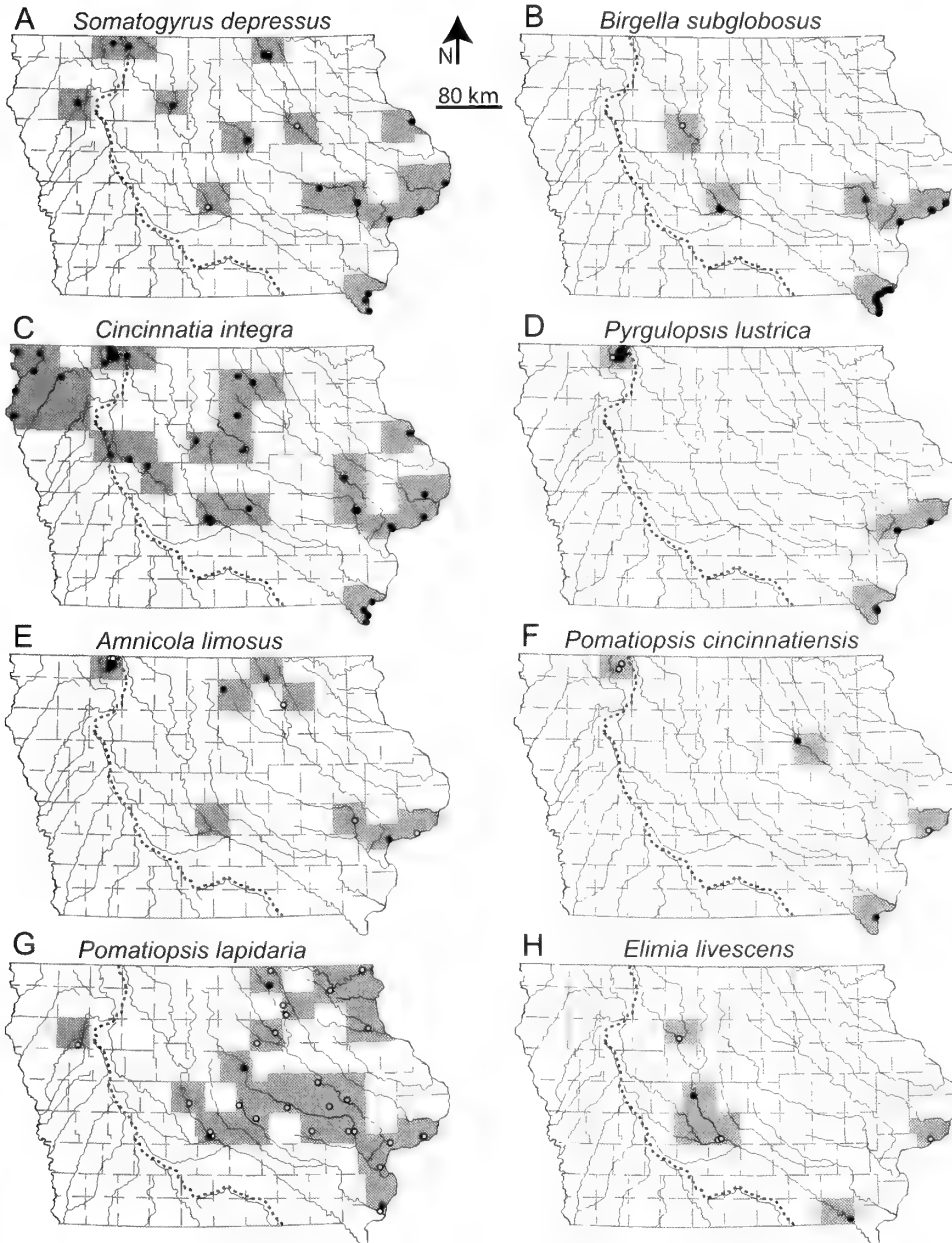 A Somatogyrus depressus
N
80 km
B Birgella subglobosus
C Cincinnatia integra
D Pyrgulopsis lustrica
E Amnicola limosus
F Pomatiopsis cincinnatiensis
G Pomatiopsis lapidaria
H Elimia livescens